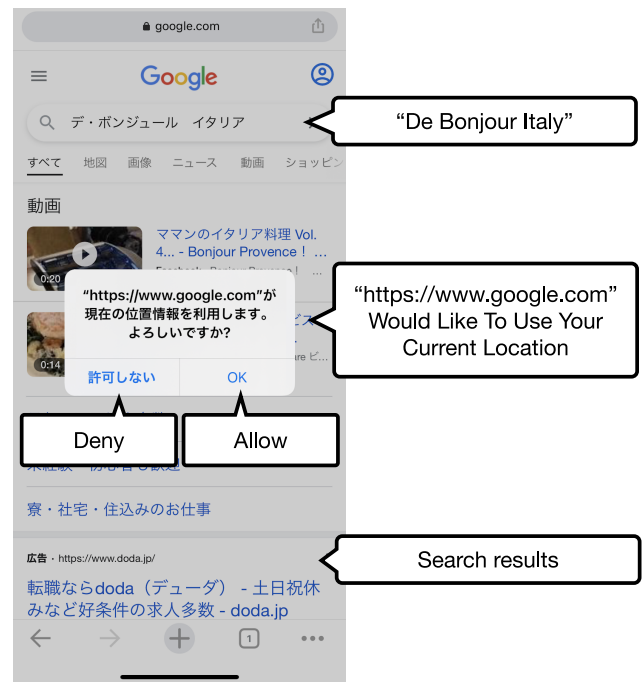 google.com
Google
デ・ボンジュール イタリア
“De Bonjour Italy”
すべて 地図 画像 ニュース 動画 ショッピン
動画
ママンのイタリア料理 Vol.
4... - Bonjour Provence！ ...
0:20
“https://www.google.com”が
現在の位置情報を利用します。
よろしいですか?
“https://www.google.com”
Would Like To Use Your
Current Location
0:14
許可しない OK
Deny Allow
寮・社宅・住込みのお仕事
広告 · https://www.doda.jp/
Search results
転職ならdoda（デューダ） - 土日祝休
みなど好条件の求人多数 - doda.jp
1